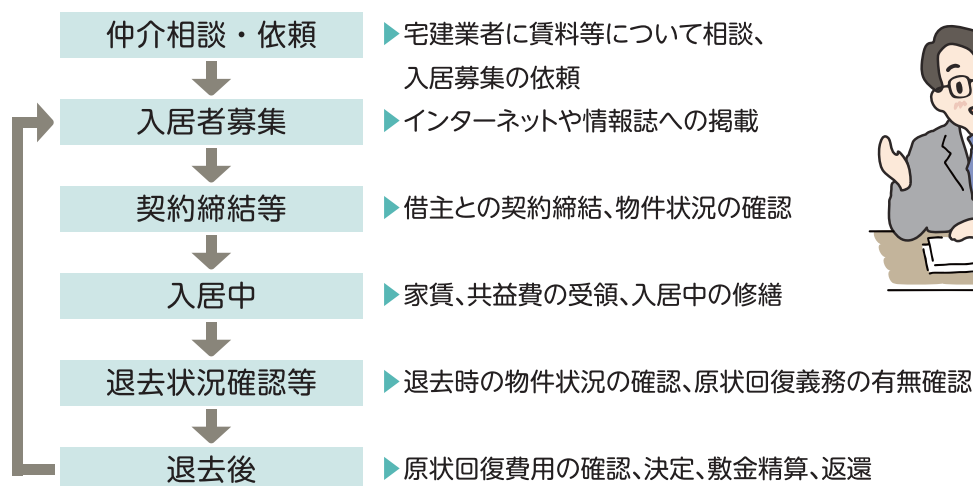 仲介相談・依頼
▶宅建業者に賃料等について相談、
入居募集の依頼
入居者募集
▶インターネットや情報誌への掲載
契約締結等
▶借主との契約締結、物件状況の確認
入居中
▶家賃、共益費の受領、入居中の修繕
退去状況確認等
▶退去時の物件状況の確認、原状回復義務の有無確認
退去後
▶原状回復費用の確認、決定、敷金精算、返還